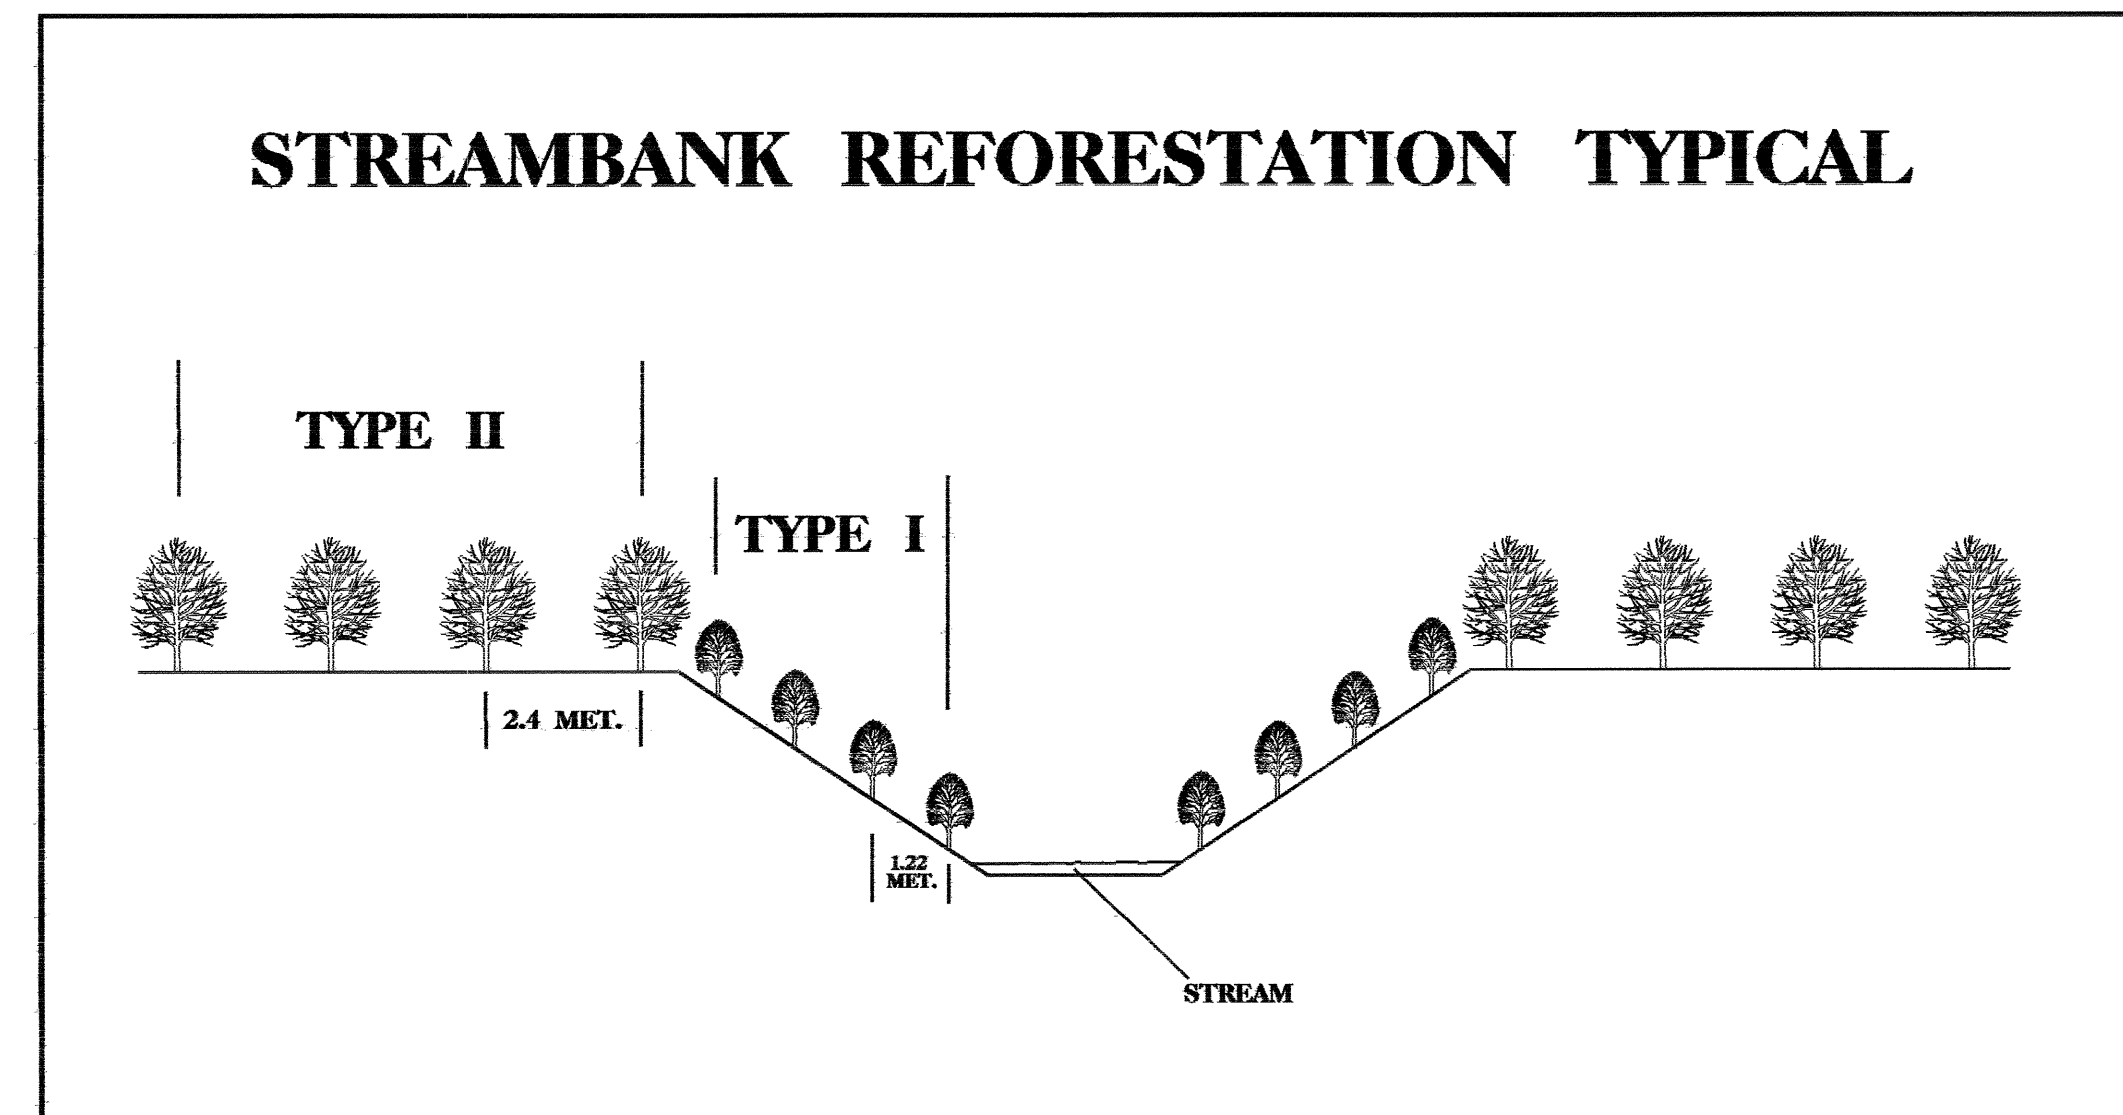 STREAMBANK REFORESTATION TYPICAL
TYPE II
TYPE I
2.4 MET.
1.22
MET.
STREAM